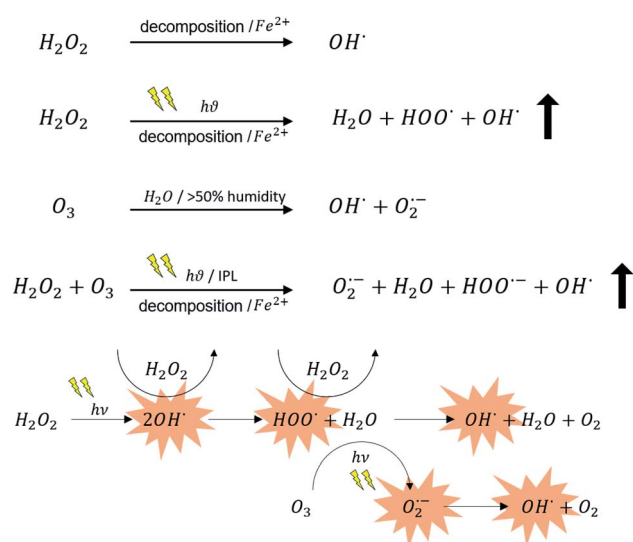 decomposition / Fe²⁺
H₂O₂ OH˙
hϑ
H₂O₂ H₂O + HOO˙ + OH˙
decomposition / Fe²⁺
H₂O / >50% humidity
O₃ OH˙ + O₂˙⁻
hϑ / IPL
H₂O₂ + O₃ O₂˙⁻ + H₂O + HOO˙⁻ + OH˙
decomposition / Fe²⁺
H₂O₂ H₂O₂
hν
H₂O₂ 2OH˙ HOO˙ + H₂O OH˙ + H₂O + O₂
hν
O₃ O₂˙⁻ OH˙ + O₂